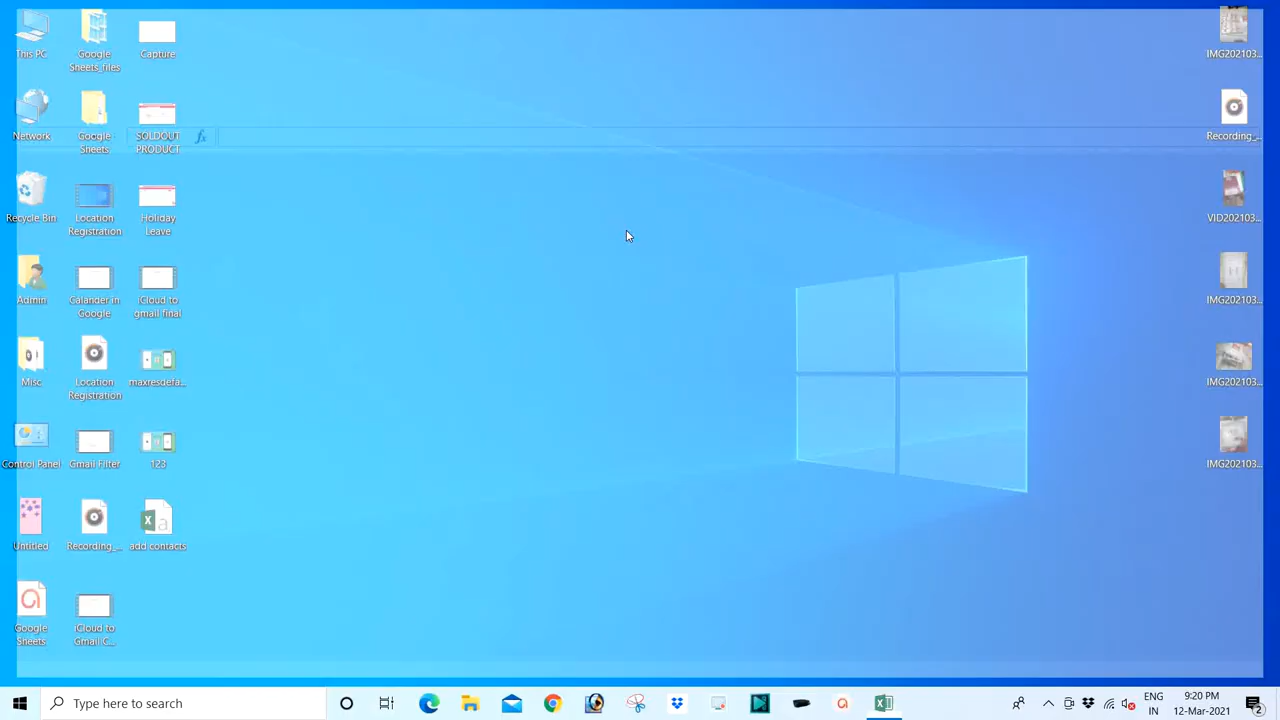 This PC
Google
Sheets_files
Capture
IMG202103...
Network
Google
Sheets
SOLDOUT
PRODUCT
fx
Recording_...
Recycle Bin
Location
Registration
Holiday
Leave
VID202103...
Admin
Calander in
Google
iCloud to
gmail final
IMG202103...
Misc
Location
Registration
maxresdefa...
IMG202103...
Control Panel
Gmail Filter
123
IMG202103...
Untitled
Recording_...
add contacts
Google
Sheets
iCloud to
Gmail C...
Type here to search
ENG
IN
9:20 PM
12-Mar-2021
2